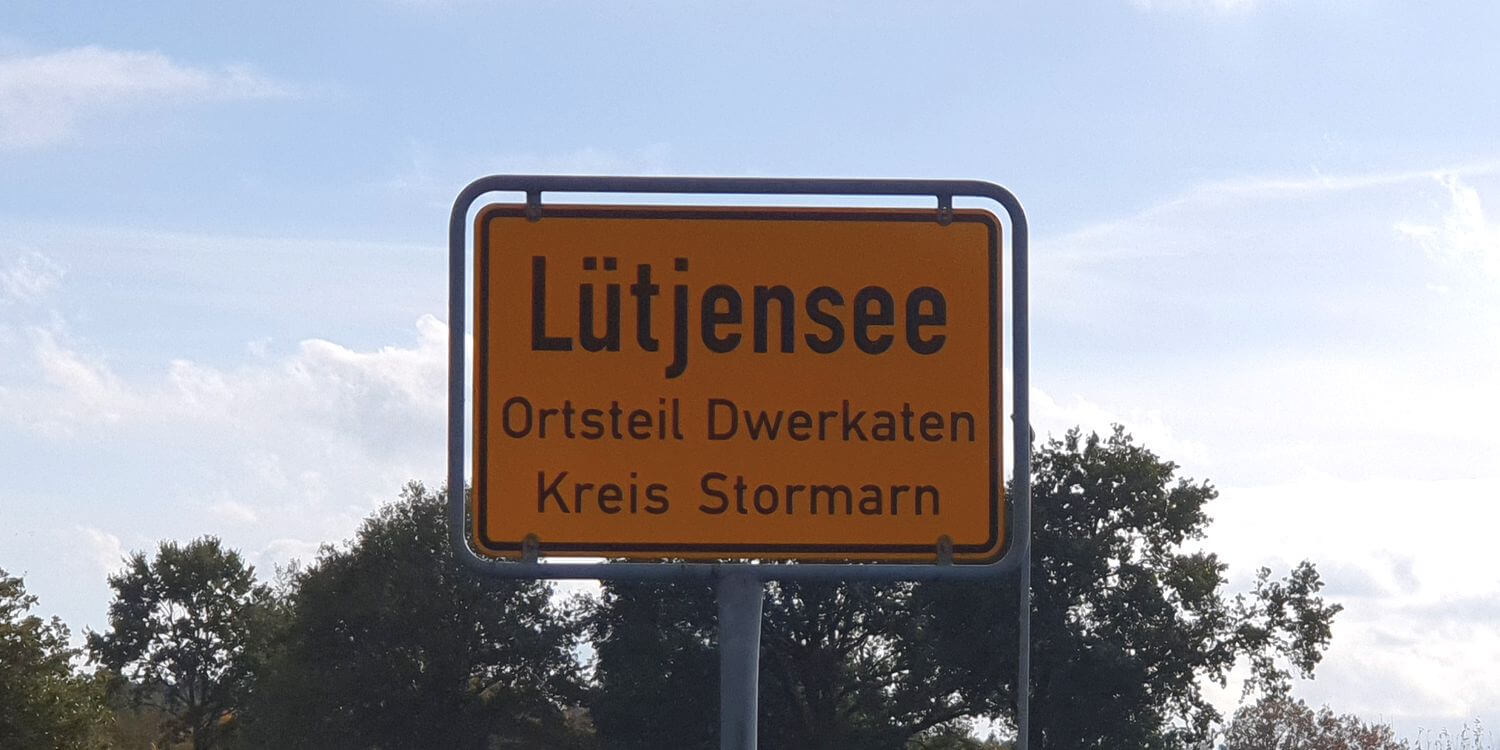 Lütjensee
Ortsteil Dwerkaten
Kreis Stormarn